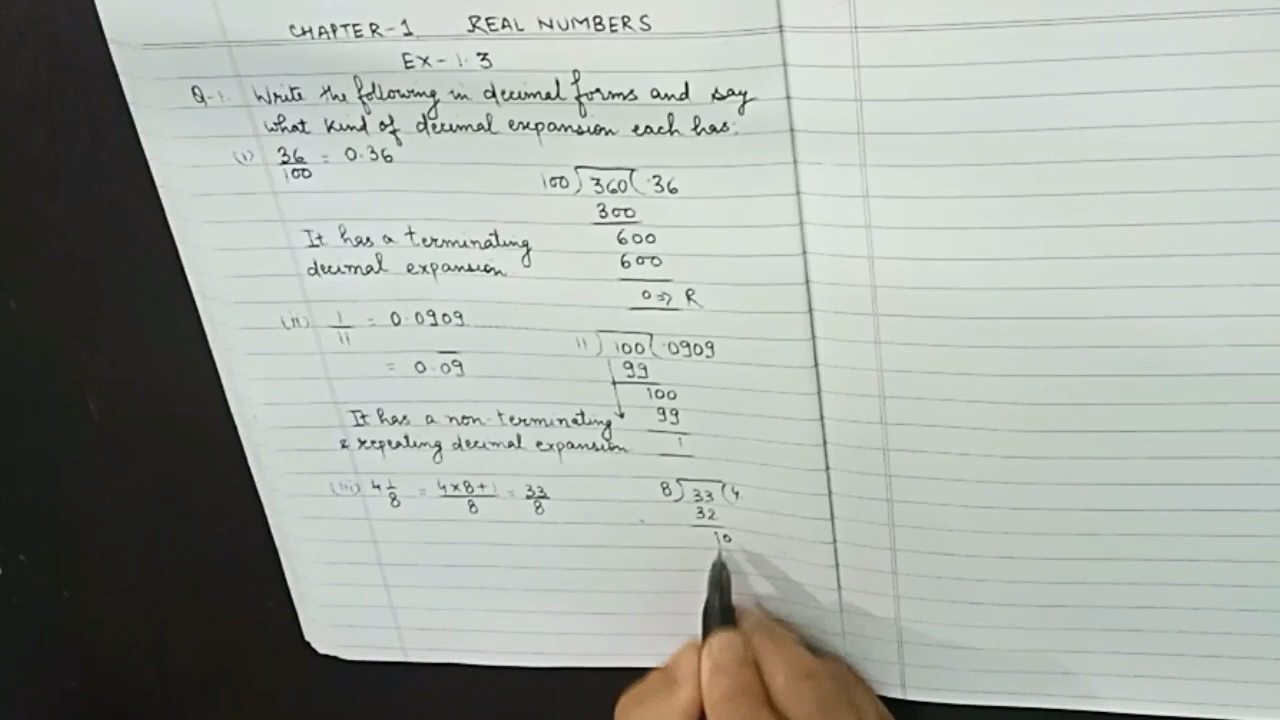 CHAPTER-1 REAL NUMBERS
EX-1.3
Q-1. Write the following in decimal forms and say
what kind of decimal expansion each has:
(i) 36/100 = 0.36
100) 360( .36
300
600
600
0 => R
It has a terminating
decimal expansion
(ii) 1/11 = 0.0909
= 0.0̅9̅
11) 100( .0909
99
100
99
1
It has a non-terminating
& repeating decimal expansion
(iii) 4 1/8 = 4x8+1/8 = 33/8
8) 33 (4.
32
10